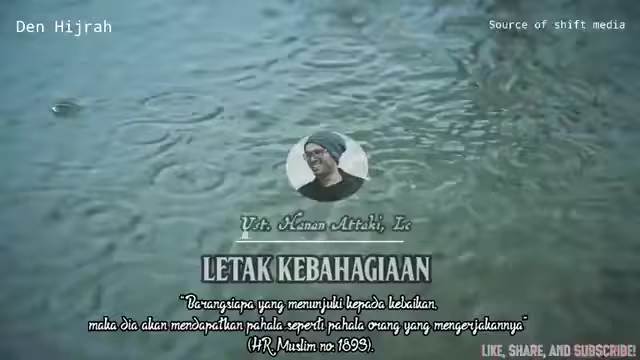 Den Hijrah
Source of shift media
Ust. Hanan Attaki, Lc
LETAK KEBAHAGIAAN
"Barangsiapa yang menunjuki kepada kebaikan,
maka dia akan mendapatkan pahala seperti pahala orang yang mengerjakannya"
(HR Muslim no: 1893).
LIKE, SHARE, AND SUBSCRIBE!